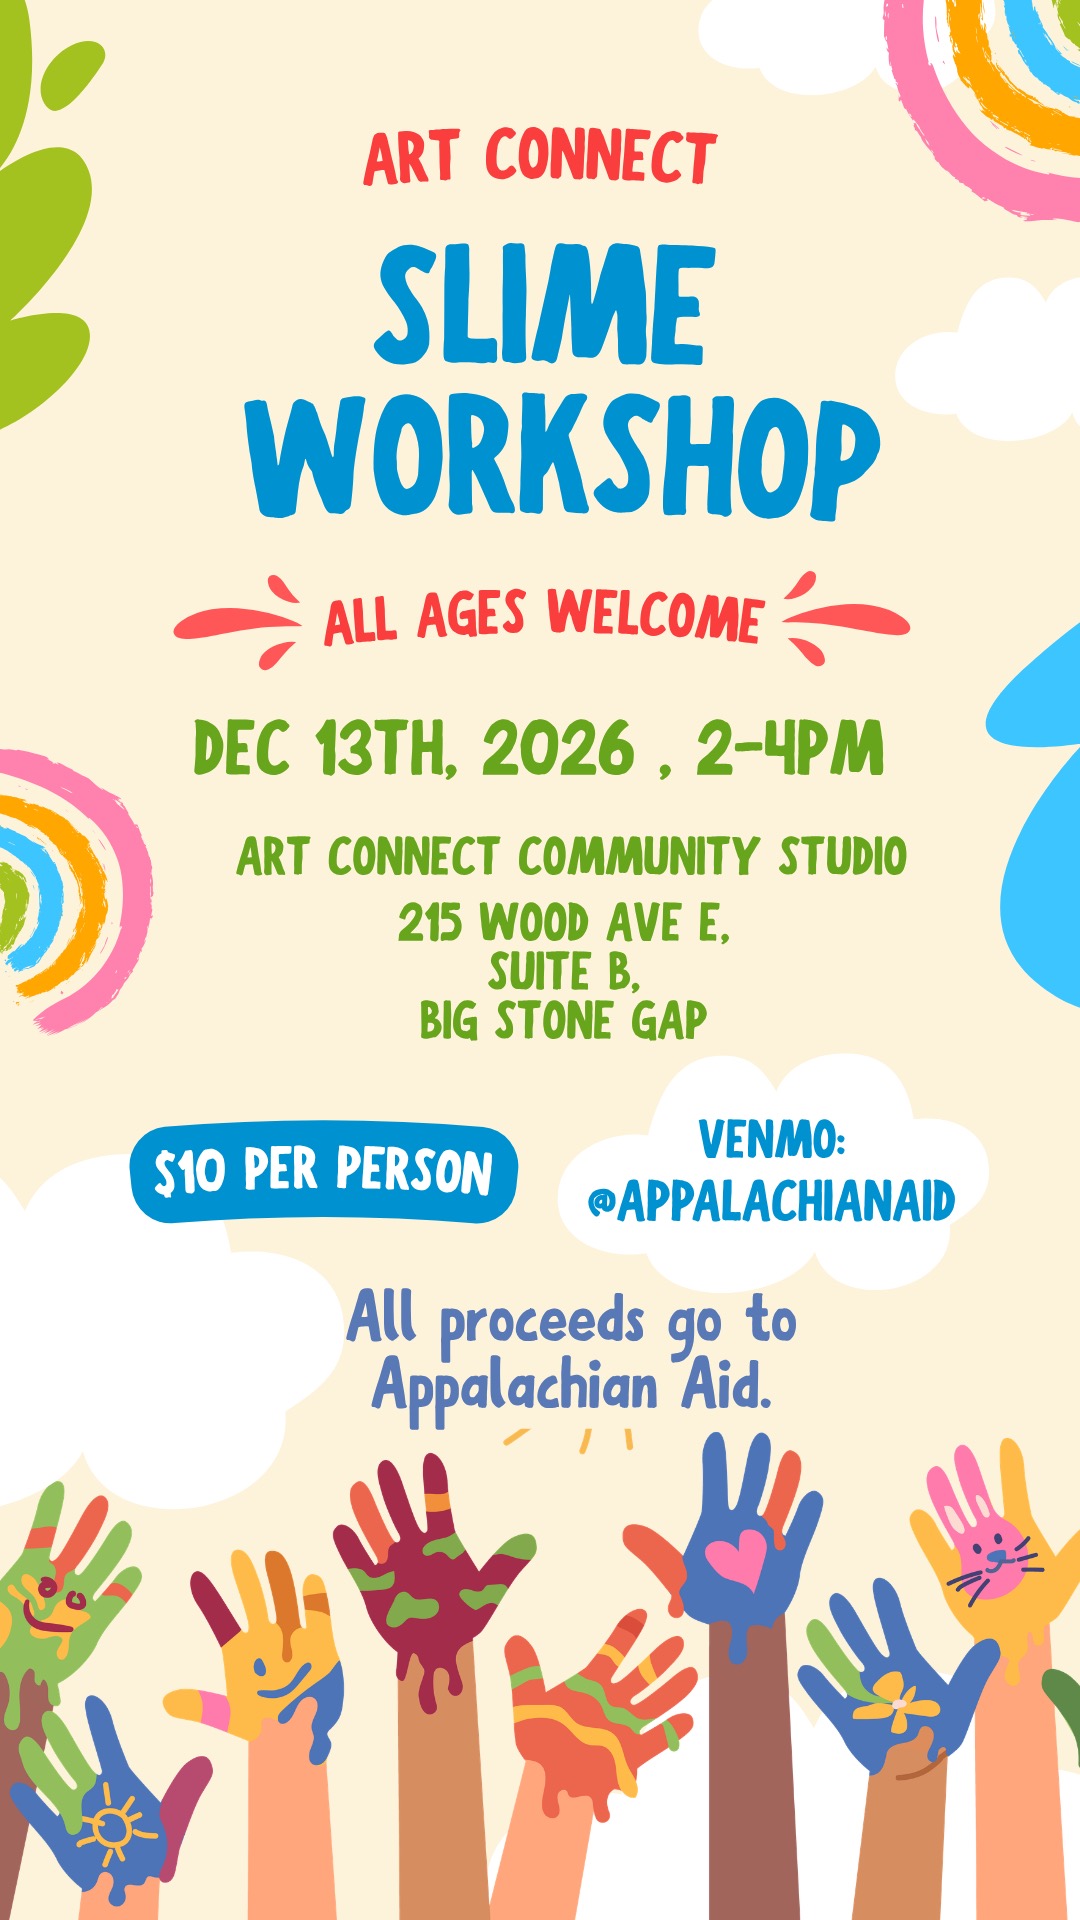 ART CONNECT
SLIME
WORKSHOP
ALL AGES WELCOME
DEC 13TH, 2026 , 2-4PM
ART CONNECT COMMUNITY STUDIO
215 WOOD AVE E,
SUITE B,
BIG STONE GAP
$10 PER PERSON
VENMO:
@APPALACHIANAID
All proceeds go to
Appalachian Aid.